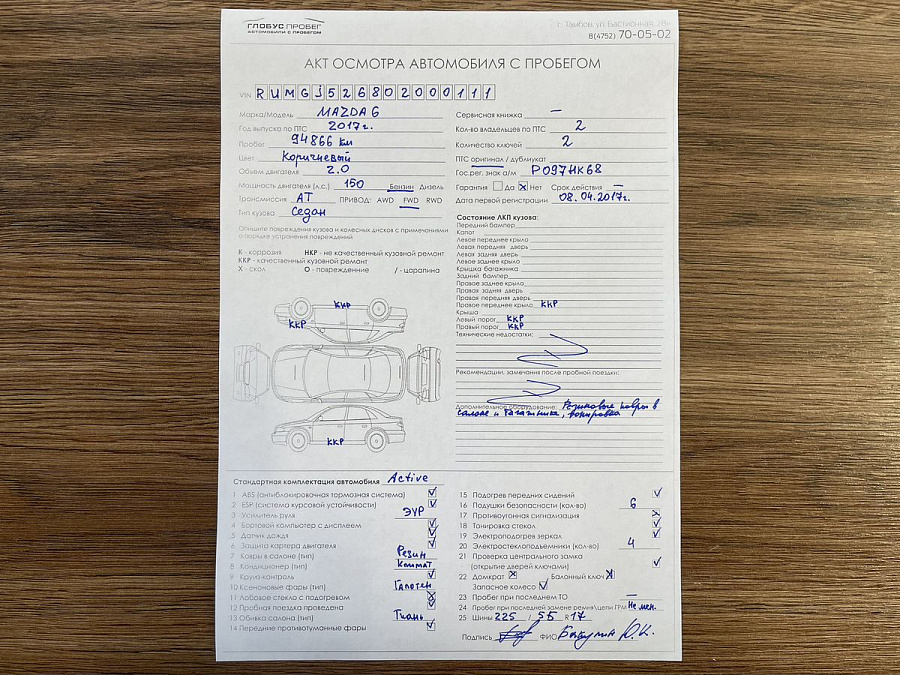 ГЛОБУС ПРОБЕГ
АВТОМОБИЛИ С ПРОБЕГОМ
г. Тамбов, ул. Бастионная, 28к
8(4752) 70-05-02
АКТ ОСМОТРА АВТОМОБИЛЯ С ПРОБЕГОМ
VIN RUMGJ526802000111
Марка/Модель MAZDA 6
Год выпуска по ПТС 2017г.
Пробег 94866 км
Цвет Коричневый
Объем двигателя 2.0
Мощность двигателя (л.с.) 150 Бензин Дизель
Трансмиссия АТ ПРИВОД: AWD FWD RWD
Тип кузова Седан
Опишите повреждения кузова и колесных дисков с примечаниями
о порядке устранения повреждений
К - коррозия НКР - не качественный кузовной ремонт
ККР - качественный кузовной ремонт
Х - скол О - повреждение / - царапина
ККР
ККР
ККР
Сервисная книжка —
Кол-во владельцев по ПТС 2
Количество ключей 2
ПТС оригинал / дубликат
Гос.рег. знак а/м Р097НК68
Гарантия Да Нет Срок действия —
Дата первой регистрации 08.04.2017г.
Состояние ЛКП кузова:
Передний бампер
Капот
Левое переднее крыло
Левая передняя дверь
Левая задняя дверь
Левое заднее крыло
Крышка багажника
Задний бампер
Правое заднее крыло
Правая задняя дверь
Правая передняя дверь
Правое переднее крыло ККР
Крыша
Левый порог ККР
Правый порог ККР
Технические недостатки:
Рекомендации, замечания после пробной поездки:
Дополнительное оборудование: Резиновые ковры в
салоне и багажнике,
Стандартная комплектация автомобиля Active
1 ABS (антиблокировочная тормозная система)
2 ESP (система курсовой устойчивости)
3 Усилитель руля ЭУР
4 Бортовой компьютер с дисплеем
5 Датчик дождя
6 Защита картера двигателя
7 Ковры в салоне (тип) Резин
8 Кондиционер (тип) Климат
9 Круиз-контроль
10 Ксеноновые фары (тип) Галоген
11 Лобовое стекло с подогревом
12 Пробная поездка проведена
13 Обивка салона (тип) Ткань
14 Передние противотуманные фары
15 Подогрев передних сидений
16 Подушки безопасности (кол-во) 6
17 Противоугонная сигнализация
18 Тонировка стекол
19 Электроподогрев зеркал
20 Электростеклоподъемники (кол-во) 4
21 Проверка центрального замка
(открытие дверей ключами)
22 Домкрат Балонный ключ
Запасное колесо
23 Пробег при последнем ТО —
24 Пробег при последней замене ремня/цепи ГРМ Не мен.
25 Шины 225 / 55 R 17
Подпись ФИО Ю.К.